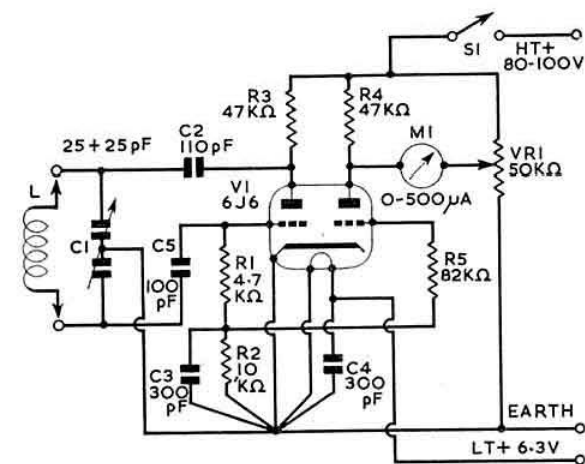 S1
HT+
80-100V
R3
47KΩ
R4
47KΩ
M1
0-500μA
VR1
50KΩ
25+25pF
C2
110pF
V1
6J6
L
C1
C5
100
pF
R1
4.7
KΩ
R5
82KΩ
R2
10
KΩ
C3
300
pF
C4
300
pF
EARTH
LT+ 6.3V